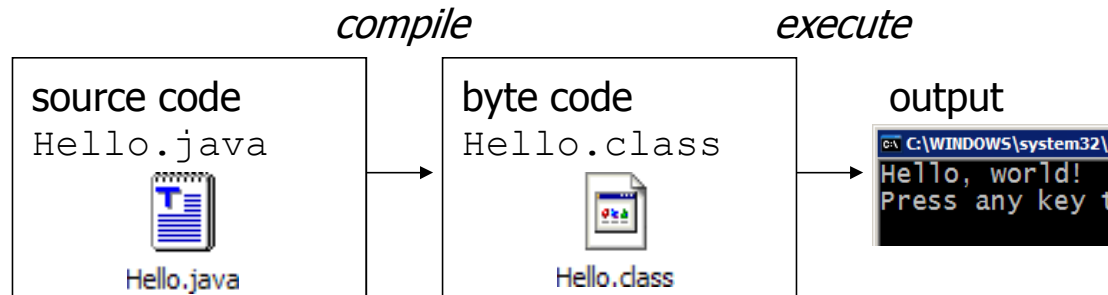 compile
execute
source code
Hello.java
Hello.java
byte code
Hello.class
Hello.class
output
C:\WINDOWS\system32\
Hello, world!
Press any key t